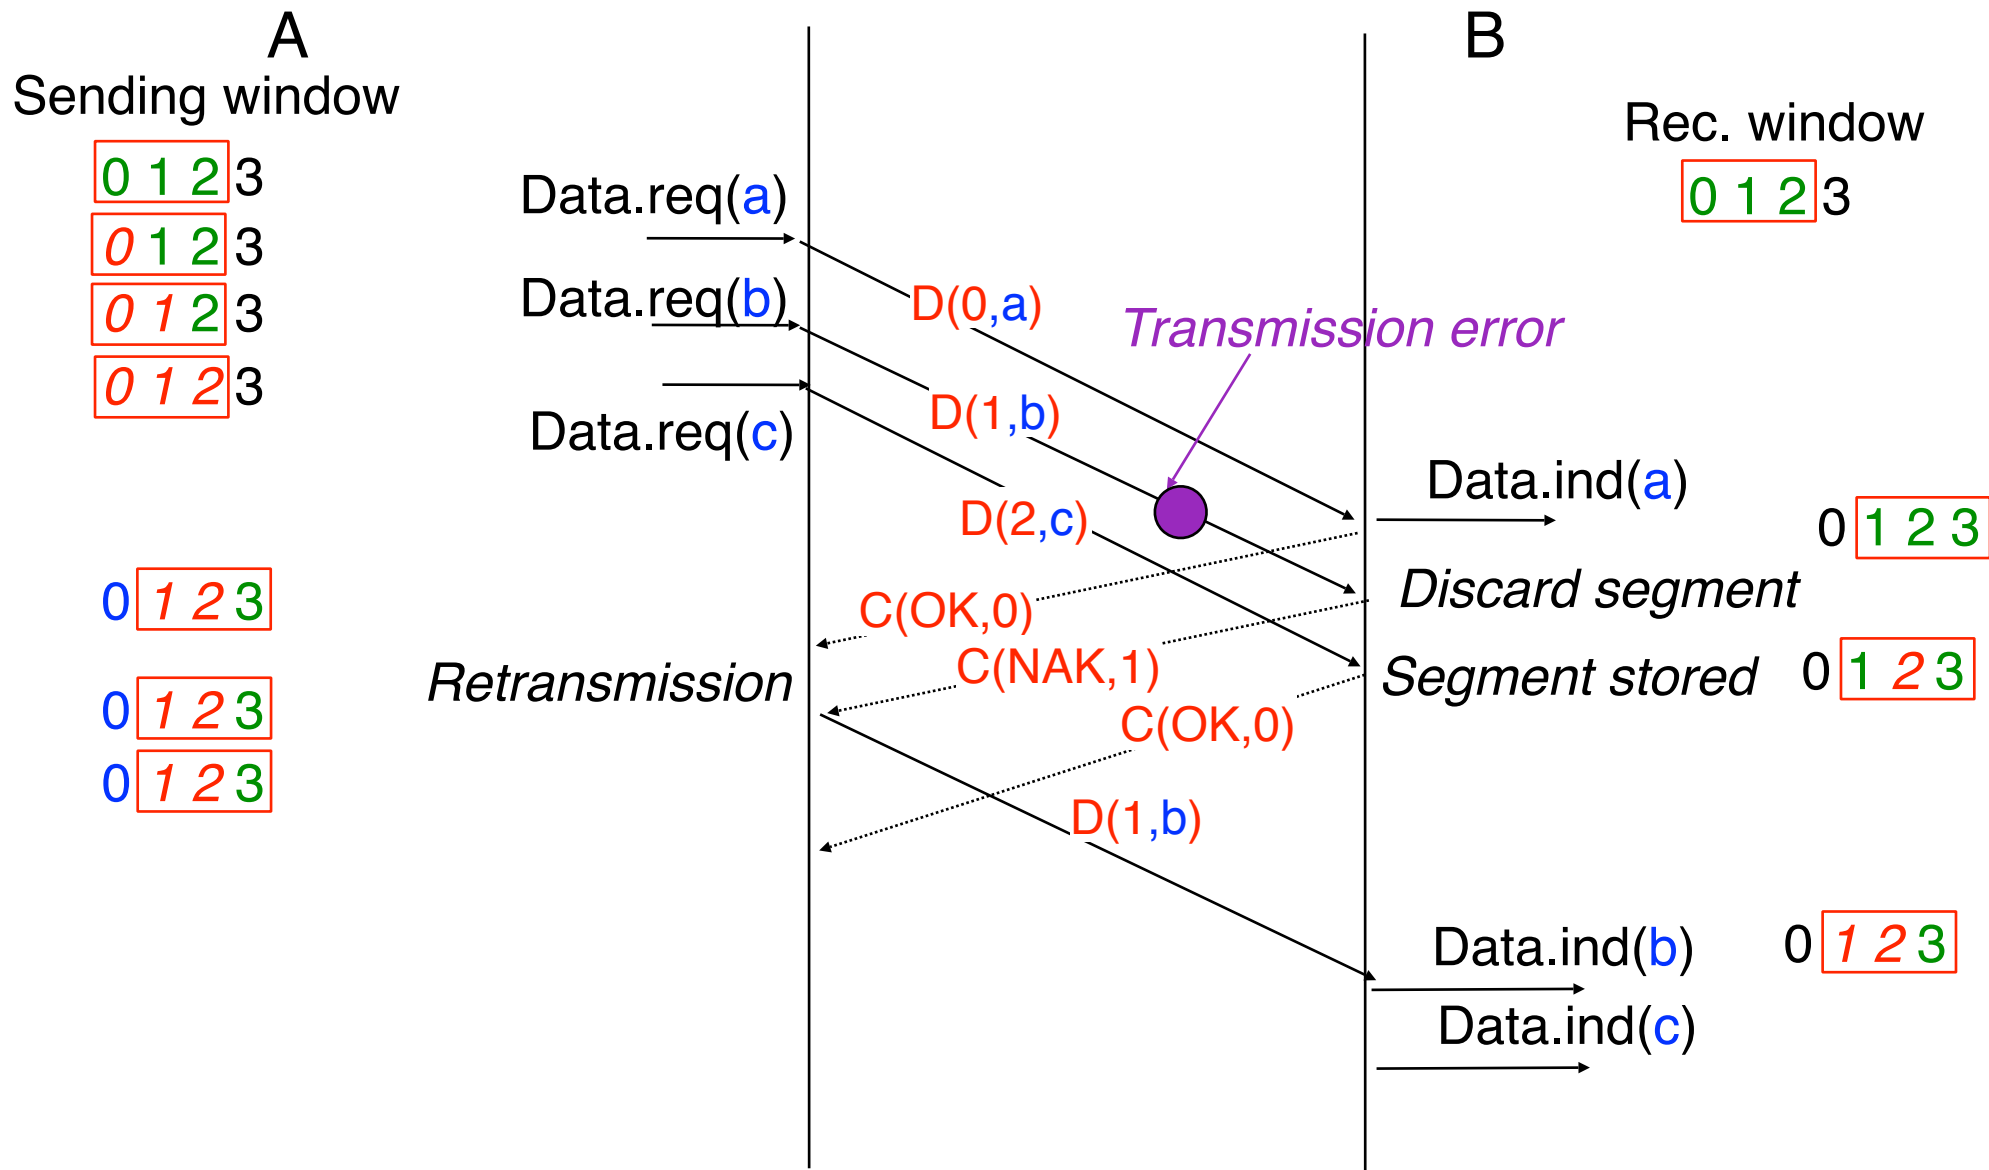 A
B
Sending window
Rec. window
0 1 2 3
Data.req(a)
0 1 2 3
0 1 2 3
Data.req(b)
D(0,a)
Transmission error
0 1 2 3
0 1 2 3
D(1,b)
Data.req(c)
Data.ind(a)
D(2,c)
0 1 2 3
0 1 2 3
C(OK,0)
Discard segment
Retransmission
C(NAK,1)
Segment stored
0 1 2 3
0 1 2 3
C(OK,0)
0 1 2 3
D(1,b)
Data.ind(b)
0 1 2 3
Data.ind(c)